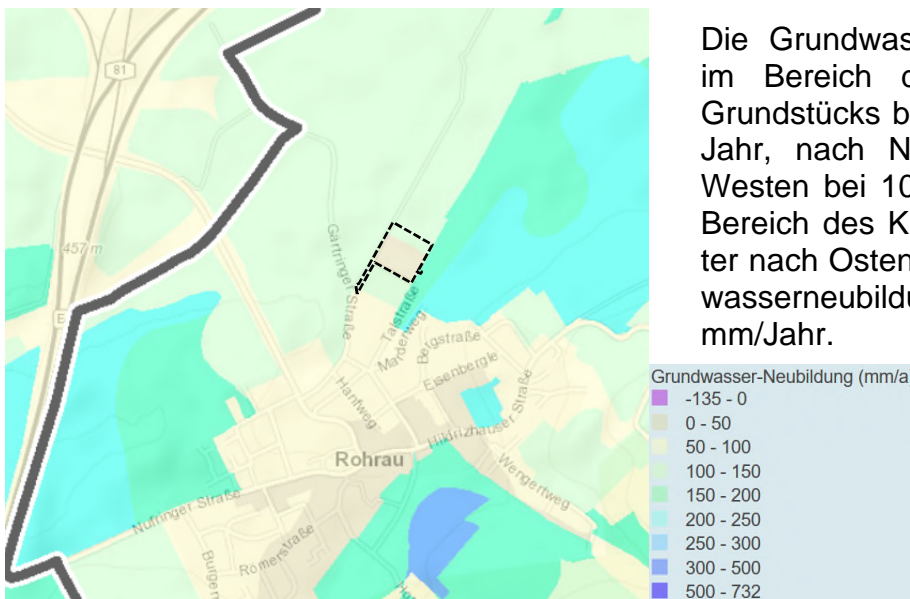 Die Grundwas
im Bereich
Grundstücks b
Jahr, nach N
Westen bei 10
Bereich des K
ter nach Osten
wasserneubildu
mm/Jahr.
Grundwasser-Neubildung (mm/a
-135 - 0
0 - 50
50 - 100
100 - 150
150 - 200
200 - 250
250 - 300
300 - 500
500 - 732
81
457 m
E
Gärtringer Straße
Talstraße
Marderweg
Bergstraße
Eisenbergle
Hanfweg
Hildrizhauser Straße
Rohrau
Wengertweg
Nufringer Straße
Römerstraße
Burgen